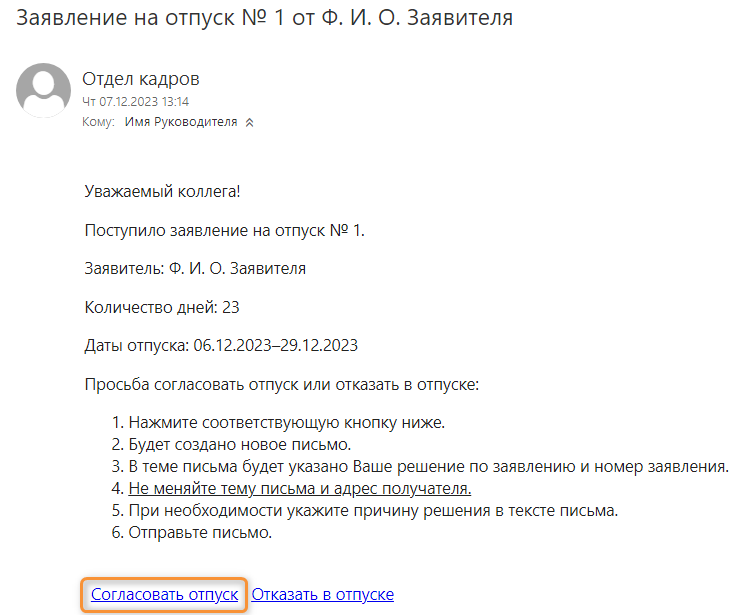 Заявление на отпуск № 1 от Ф. И. О. Заявителя
Отдел кадров
Чт 07.12.2023 13:14
Кому: Имя Руководителя
Уважаемый коллега!
Поступило заявление на отпуск № 1.
Заявитель: Ф. И. О. Заявителя
Количество дней: 23
Даты отпуска: 06.12.2023–29.12.2023
Просьба согласовать отпуск или отказать в отпуске:
1. Нажмите соответствующую кнопку ниже.
2. Будет создано новое письмо.
3. В теме письма будет указано Ваше решение по заявлению и номер заявления.
4. Не меняйте тему письма и адрес получателя.
5. При необходимости укажите причину решения в тексте письма.
6. Отправьте письмо.
Согласовать отпуск Отказать в отпуске